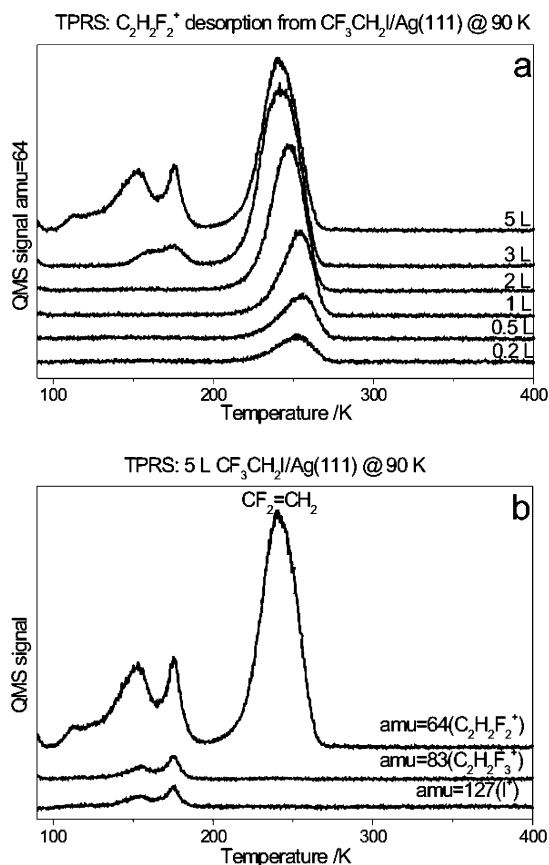 TPRS: C₂H₂F₂⁺ desorption from CF₃CH₂I/Ag(111) @ 90 K
a
QMS signal amu=64
5 L
3 L
2 L
1 L
0.5 L
0.2 L
100 200 300 400
Temperature /K
TPRS: 5 L CF₃CH₂I/Ag(111) @ 90 K
CF₂=CH₂
b
QMS signal
amu=64(C₂H₂F₂⁺)
amu=83(C₂H₂F₃⁺)
amu=127(I⁺)
100 200 300 400
Temperature /K